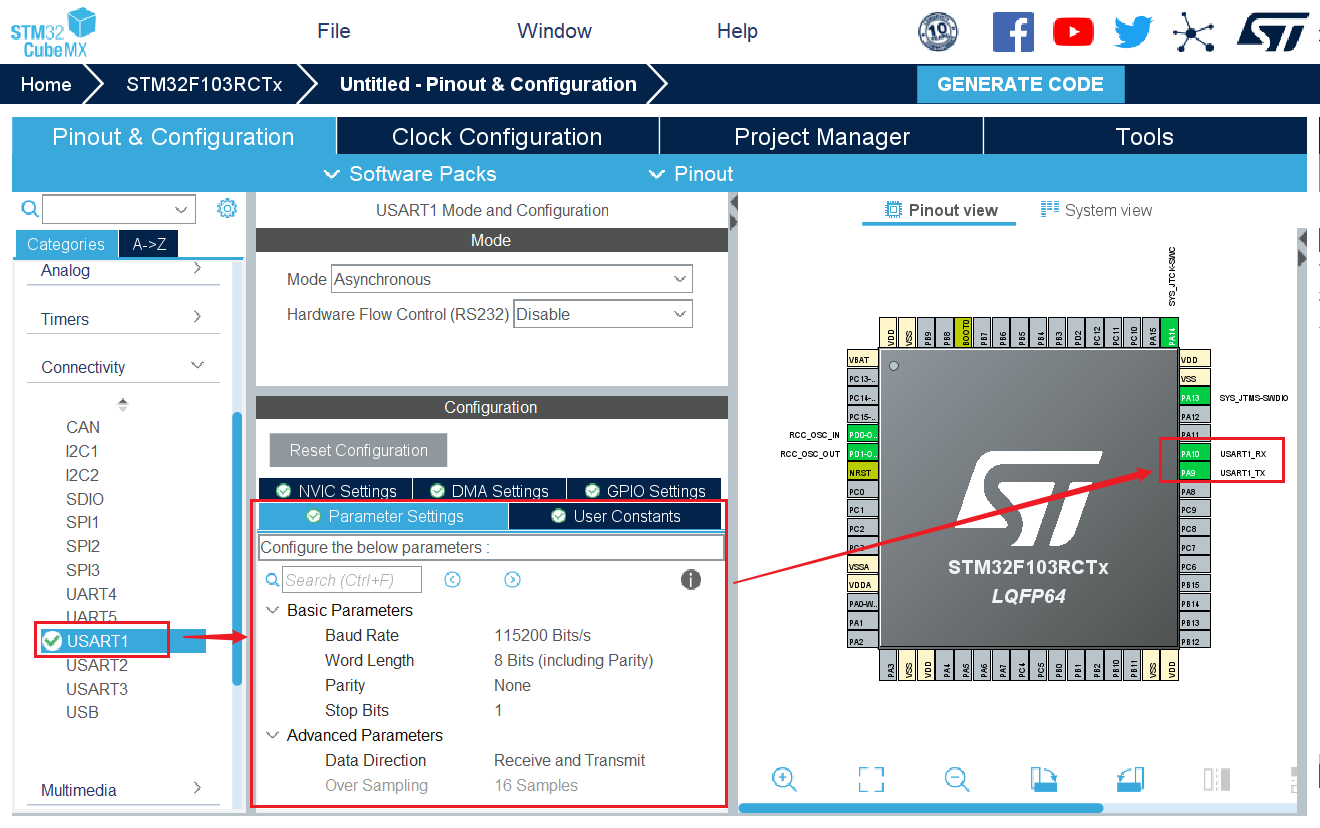 STM32
CubeMX
File
Window
Help
10
Home
STM32F103RCTx
Untitled - Pinout & Configuration
GENERATE CODE
Pinout & Configuration
Clock Configuration
Project Manager
Tools
Software Packs
Pinout
Categories
A->Z
Analog
Timers
Connectivity
CAN
I2C1
I2C2
SDIO
SPI1
SPI2
SPI3
UART4
UART5
USART1
USART2
USART3
USB
Multimedia
USART1 Mode and Configuration
Mode
Mode Asynchronous
Hardware Flow Control (RS232) Disable
Configuration
Reset Configuration
NVIC Settings
DMA Settings
GPIO Settings
Parameter Settings
User Constants
Configure the below parameters :
Search (Ctrl+F)
Basic Parameters
Baud Rate 115200 Bits/s
Word Length 8 Bits (including Parity)
Parity None
Stop Bits 1
Advanced Parameters
Data Direction Receive and Transmit
Over Sampling 16 Samples
Pinout view
System view
SYS_JTCK-SWC
VDD
VSS
PB9
PB8
BOOT0
PB7
PB6
PB5
PB4
PB3
PD2
PC12
PC11
PC10
PA15
PA14
VBAT
PC13-..
PC14-..
PC15-..
RCC_OSC_IN PD0-O..
RCC_OSC_OUT PD1-O..
NRST
PC0
PC1
PC2
PC3
VSSA
VDDA
PA0-W..
PA1
PA2
STM32F103RCTx
LQFP64
VDD
VSS
PA13 SYS_JTMS-SWDIO
PA12
PA11
PA10 USART1_RX
PA9 USART1_TX
PA8
PC9
PC8
PC7
PC6
PB15
PB14
PB13
PB12
PA3
VSS
VDD
PA4
PA5
PA6
PA7
PC4
PC5
PB0
PB1
PB2
PB10
PB11
VSS
VDD